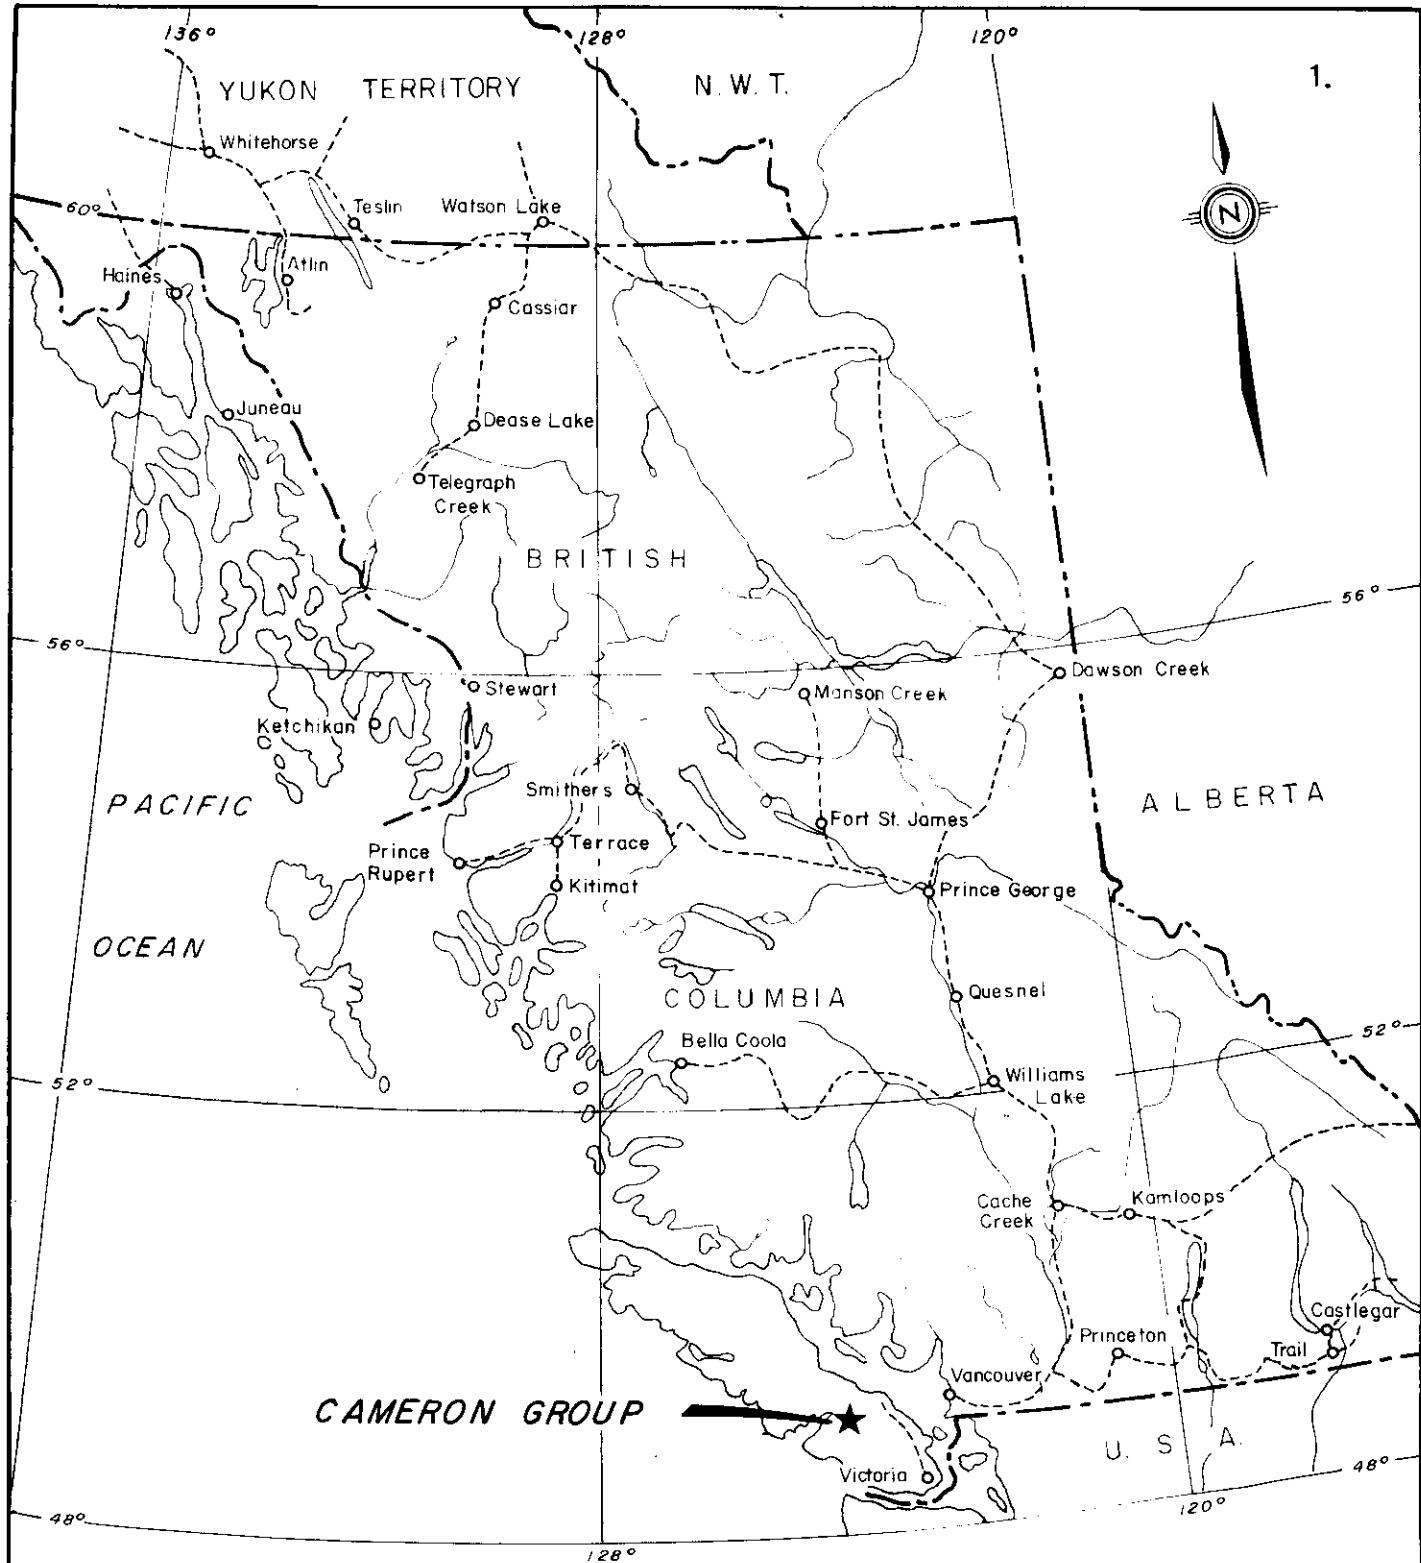 136°
128°
120°
1.
YUKON TERRITORY
N.W.T.
Whitehorse
60°
Teslin
Watson Lake
N
Haines
Atlin
Cassiar
Juneau
Dease Lake
Telegraph
Creek
BRITISH
56°
56°
Stewart
Manson Creek
Dawson Creek
Ketchikan
PACIFIC
Smithers
ALBERTA
Fort St. James
Prince
Rupert
Terrace
Kitimat
Prince George
OCEAN
COLUMBIA
Quesnel
52°
Bella Coola
52°
Williams
Lake
Cache
Creek
Kamloops
Castlegar
Princeton
Trail
Vancouver
CAMERON GROUP
U.S.A.
Victoria
48°
48°
120°
128°